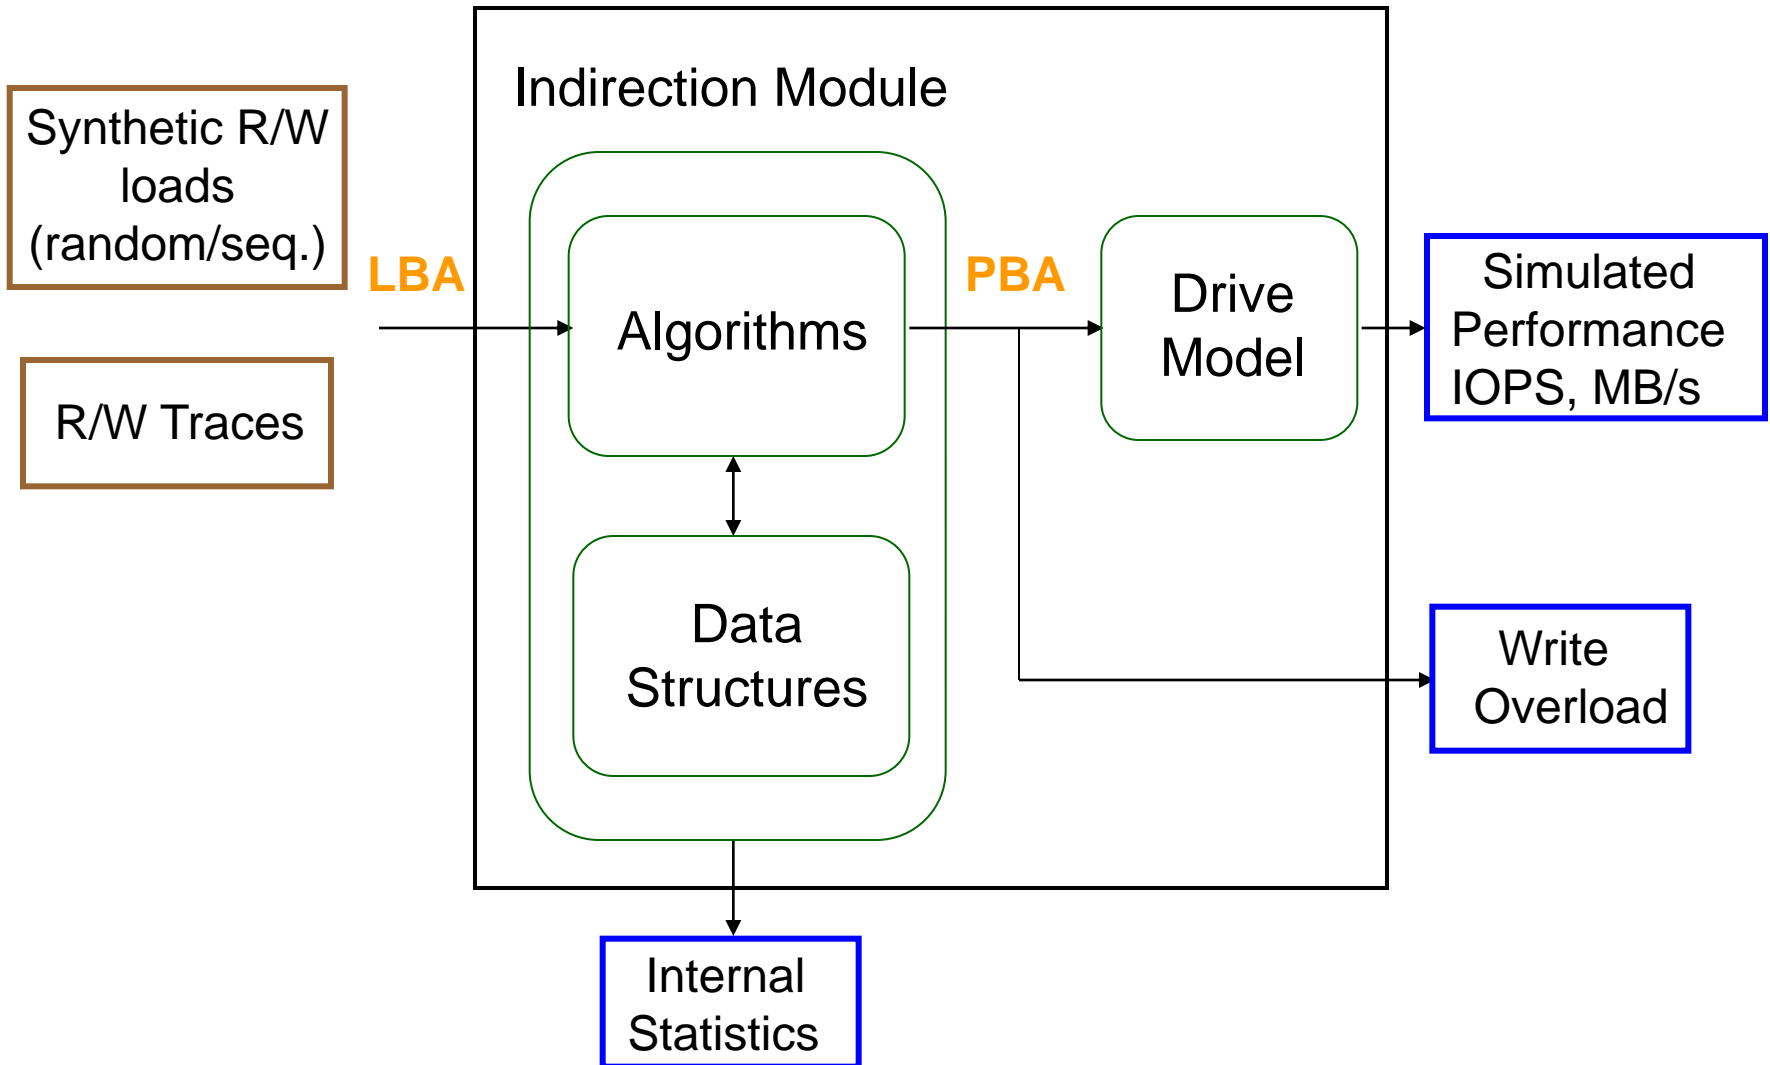 Indirection Module
Synthetic R/W
loads
(random/seq.)
LBA
R/W Traces
Algorithms
PBA
Drive
Model
Simulated
Performance
IOPS, MB/s
Data
Structures
Write
Overload
Internal
Statistics